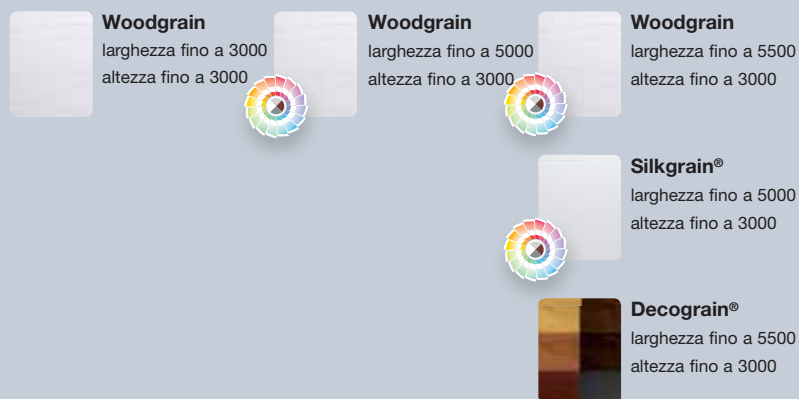 Woodgrain
larghezza fino a 3000
altezza fino a 3000
Woodgrain
larghezza fino a 5000
altezza fino a 3000
Woodgrain
larghezza fino a 5500
altezza fino a 3000
Silkgrain®
larghezza fino a 5000
altezza fino a 3000
Decograin®
larghezza fino a 5500
altezza fino a 3000